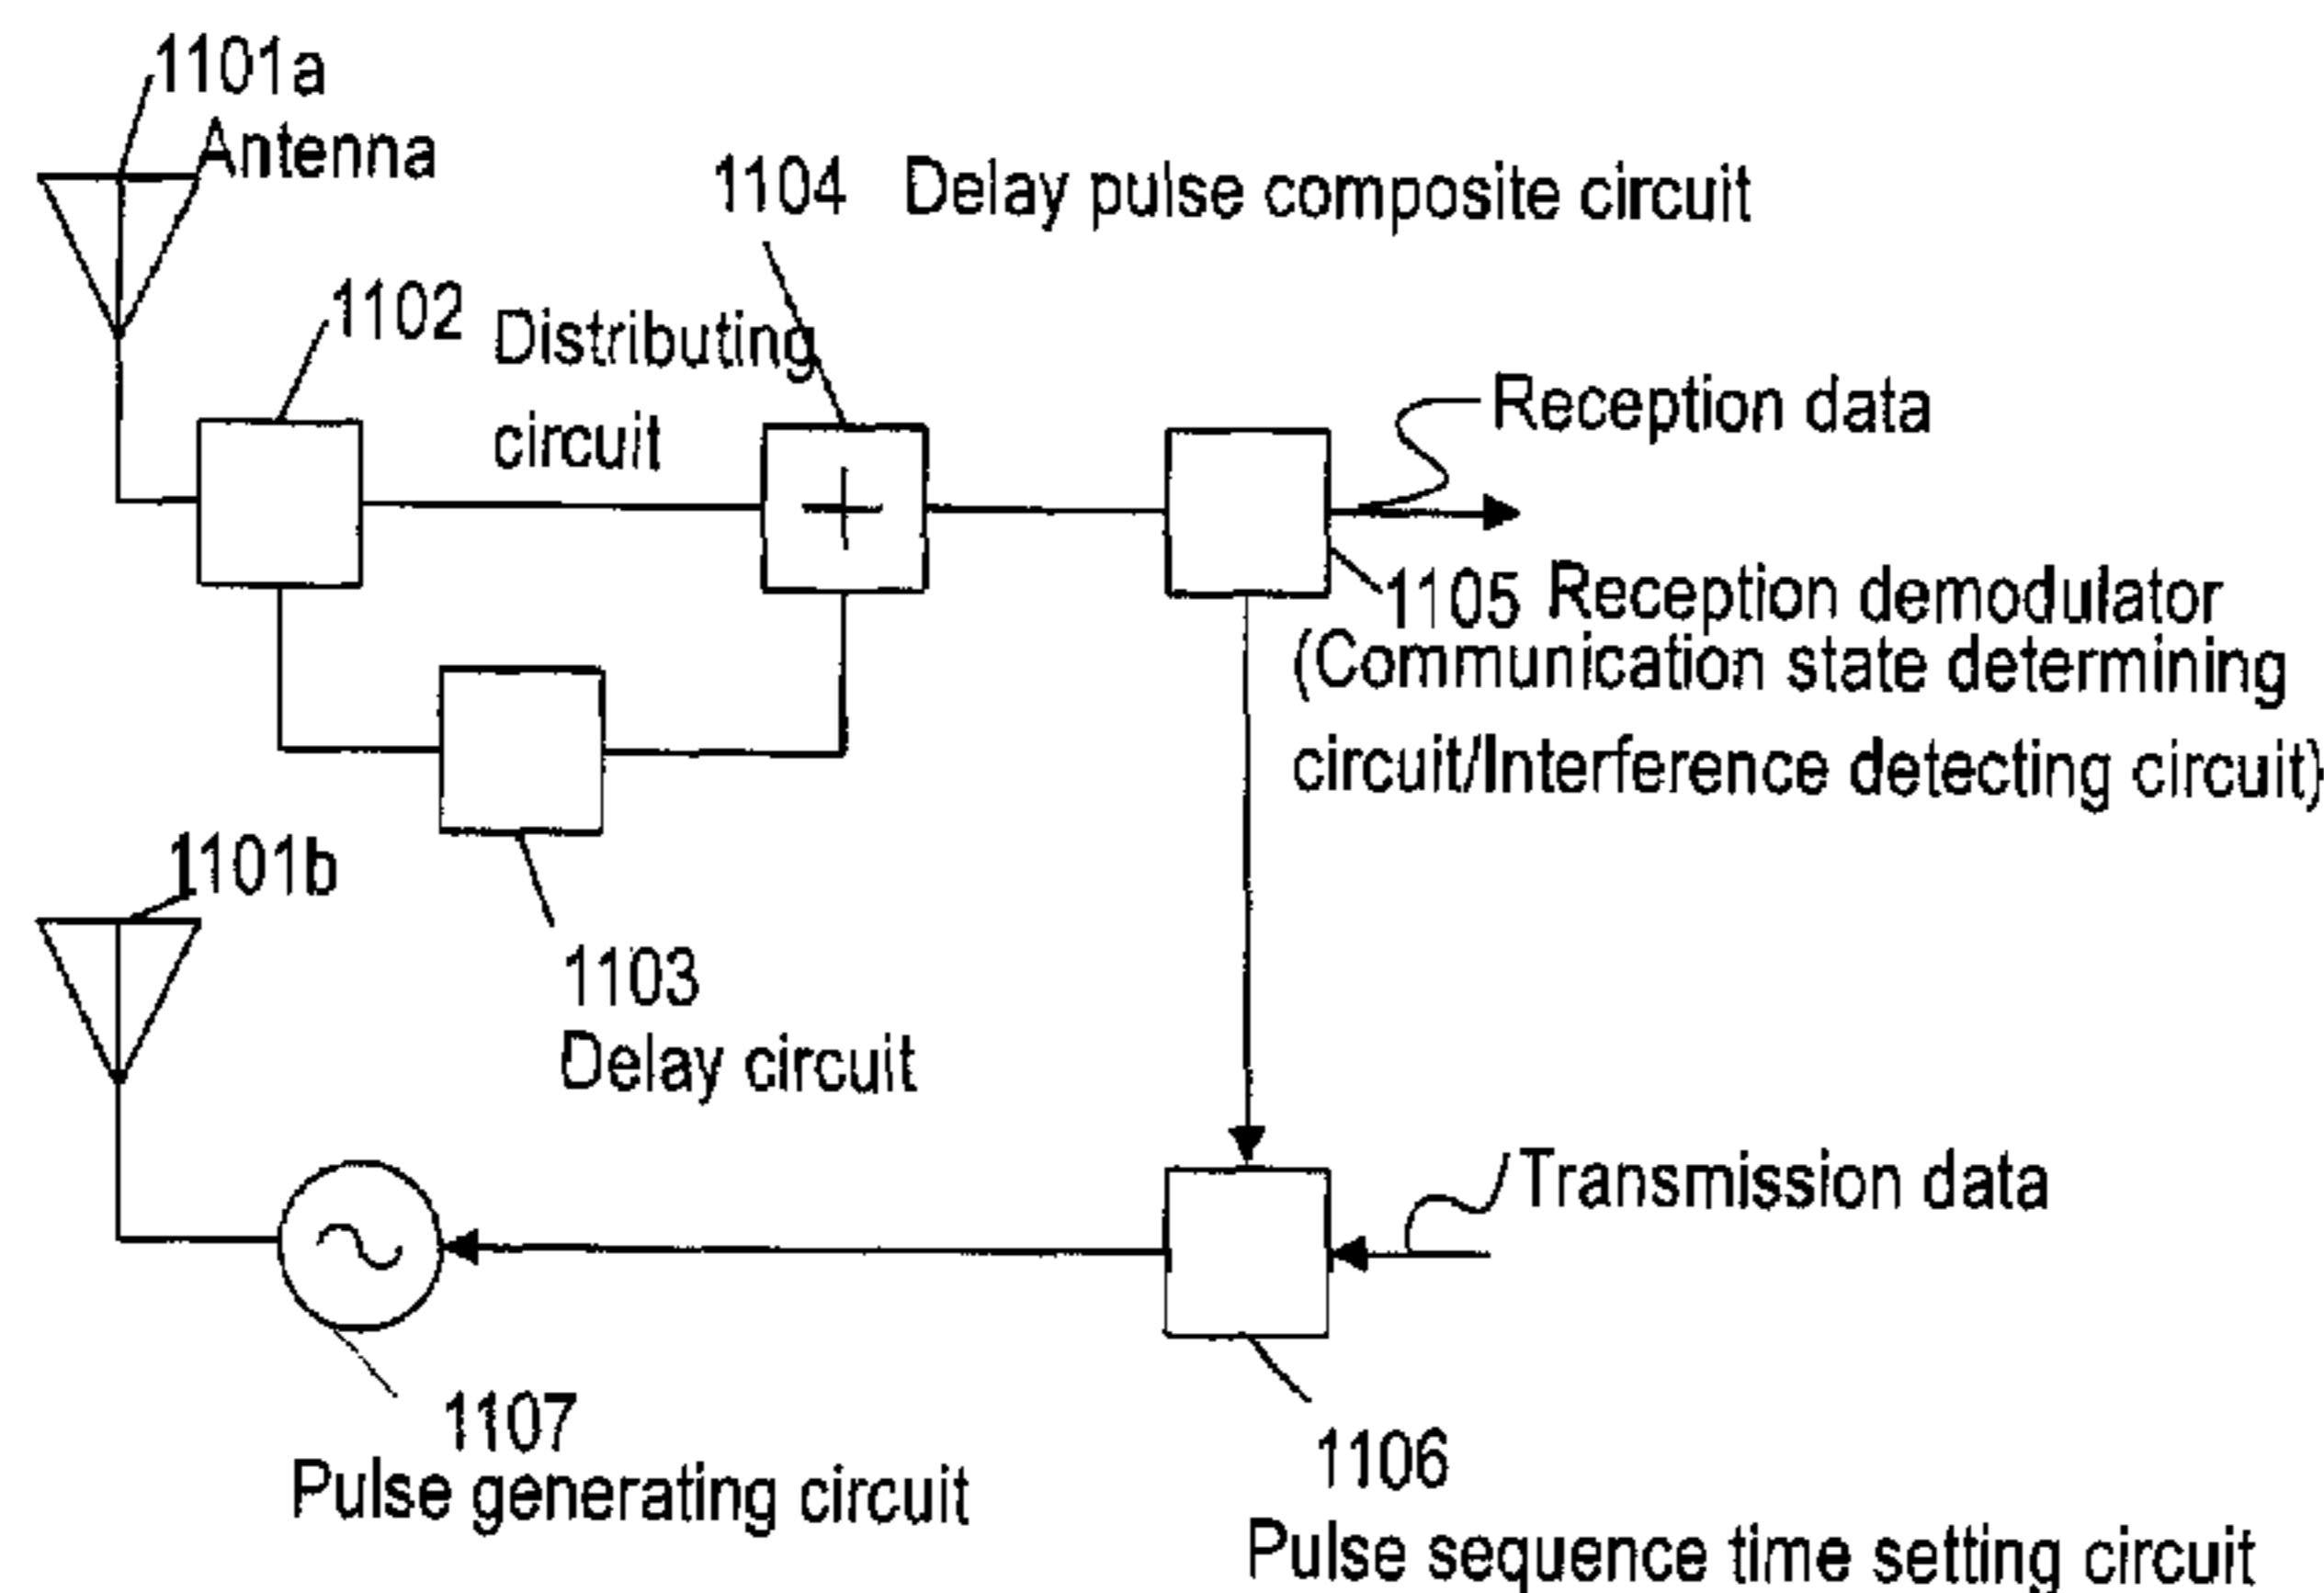 1101a
Antenna
1104 Delay pulse composite circuit
1102 Distributing
circuit
Reception data
1105 Reception demodulator
(Communication state determining
circuit/Interference detecting circuit)
1101b
1103
Delay circuit
Transmission data
1107
Pulse generating circuit
1106
Pulse sequence time setting circuit